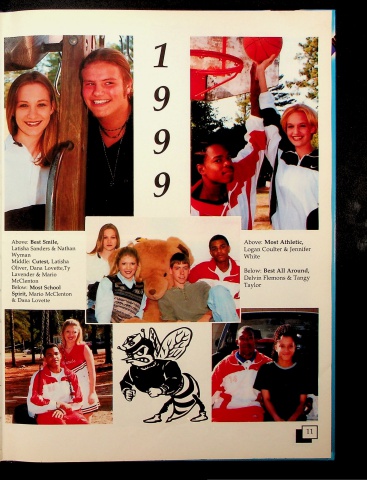 1
9
9
9
Above: Best Smile,
Latisha Sanders & Nathan
Wyman
Middle: Cutest, Latisha
Oliver, Dana Lovette,Ty
Lavender & Mario
McClenton
Below: Most School
Spirit, Mario McClenton
& Dana Lovette
Above: Most Athletic,
Logan Coulter & Jennifer
White
Below: Best All Around,
Delvin Flemons & Tangy
Taylor
11